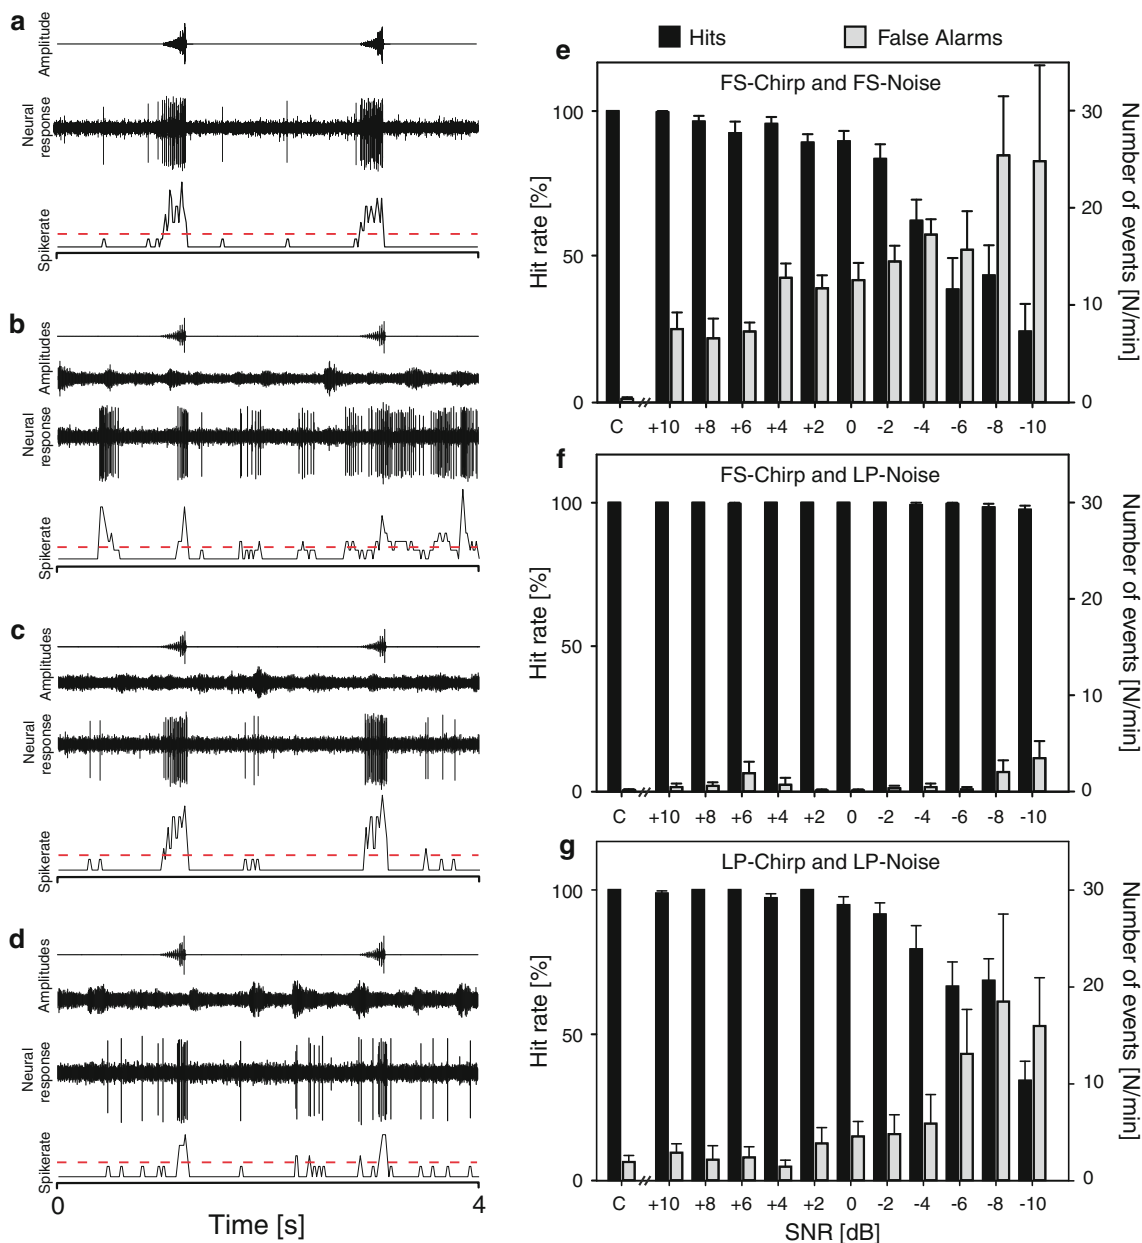 a
Amplitude
Neural
response
Spikerate
b
Amplitudes
Neural
response
Spikerate
c
Amplitudes
Neural
response
Spikerate
d
Amplitudes
Neural
response
Spikerate
0
4
Time [s]
Hits
False Alarms
e
FS-Chirp and FS-Noise
Hit rate [%]
100
50
0
Number of
events [N/min]
30
20
10
0
C +10 +8 +6 +4 +2 0 -2 -4 -6 -8 -10
f
FS-Chirp and LP-Noise
Hit rate [%]
100
50
0
Number of
events [N/min]
30
20
10
0
C +10 +8 +6 +4 +2 0 -2 -4 -6 -8 -10
g
LP-Chirp and LP-Noise
Hit rate [%]
100
50
0
Number of
events [N/min]
30
20
10
0
C +10 +8 +6 +4 +2 0 -2 -4 -6 -8 -10
SNR [dB]